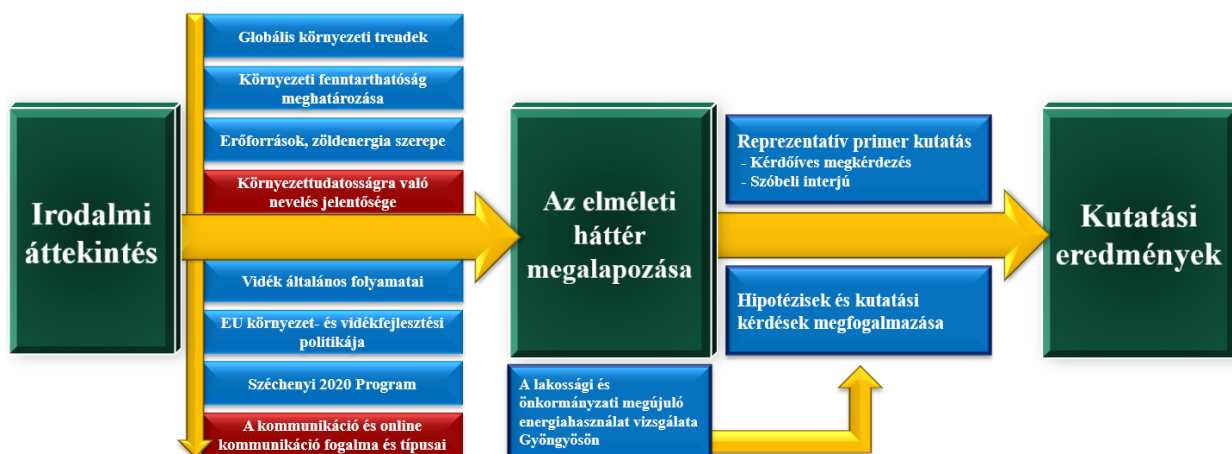 Irodalmi
áttekintés
Globális környezeti trendek
Környezeti fenntarthatóság
meghatározása
Erőforrások, zöldenergia szerepe
Környezettudatosságra való
nevelés jelentősége
Vidék általános folyamatai
EU környezet- és vidékfejlesztési
politikája
Széchenyi 2020 Program
A kommunikáció és online
kommunikáció fogalma és típusai
Az elméleti
háttér
megalapozása
A lakossági és
önkormányzati megújuló
energiahasználat vizsgálata
Gyöngyösön
Reprezentatív primer kutatás
- Kérdőíves megkérdezés
- Szóbeli interjú
Hipotézisek és kutatási
kérdések megfogalmazása
Kutatási
eredmények